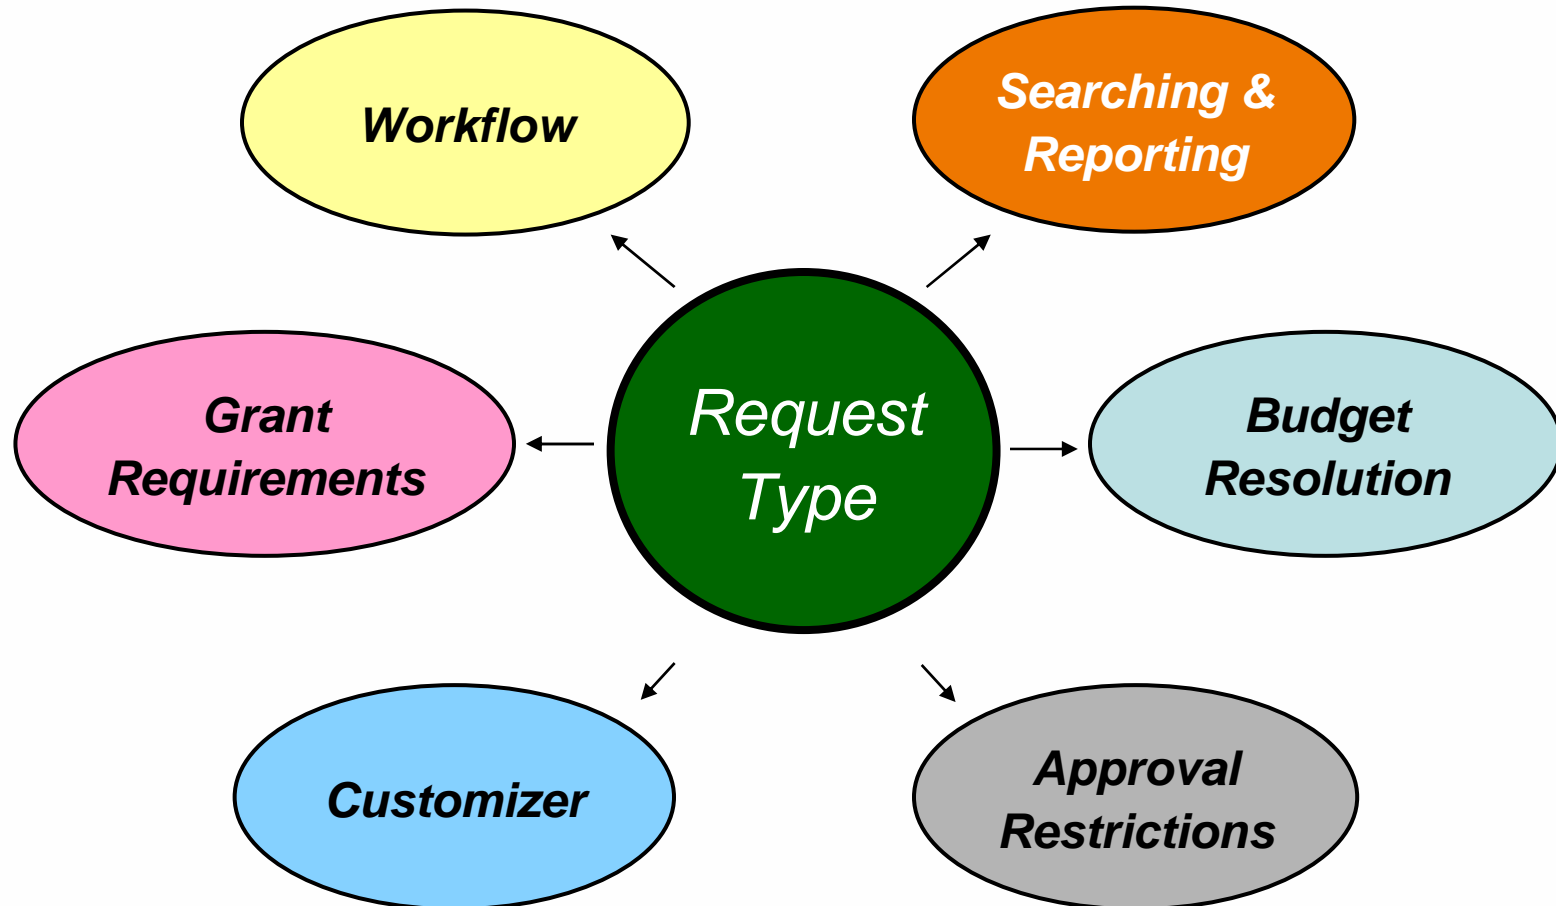 Workflow
Searching &
Reporting
Grant
Requirements
Request
Type
Budget
Resolution
Customizer
Approval
Restrictions